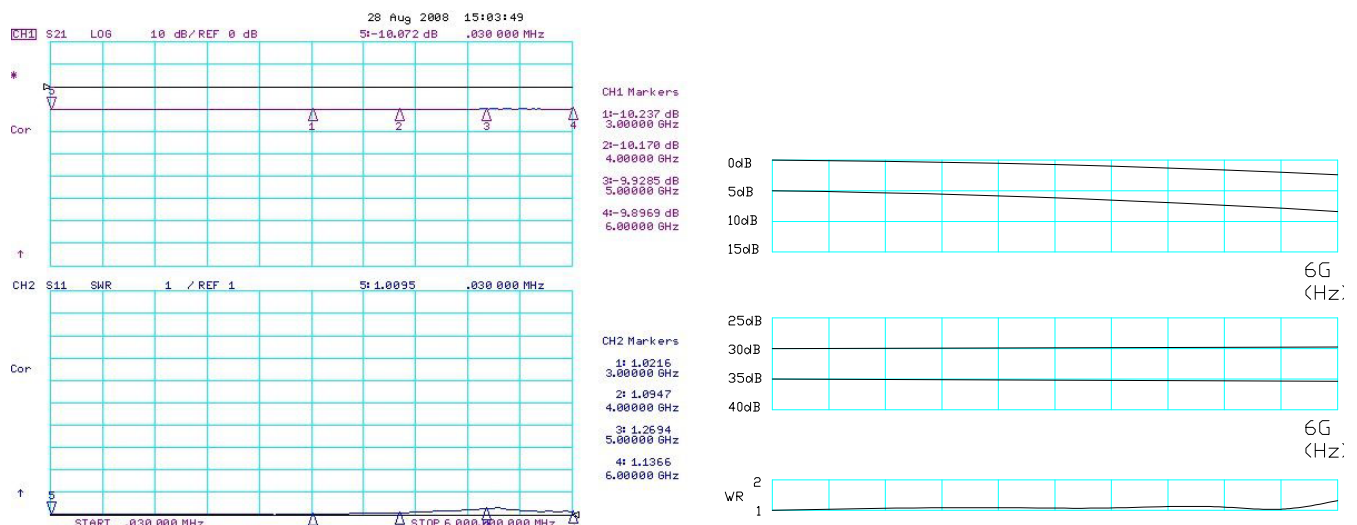 28 Aug 2008 15:03:49
CH1 S21 LOG 10 dB/REF 0 dB 5:-10.072 dB .030 000 MHz
*
5
CH1 Markers
1:-10.237 dB
3.00000 GHz
1 2 3 4
Cor
2:-10.170 dB
4.00000 GHz
3:-9.9285 dB
5.00000 GHz
4:-9.8969 dB
6.00000 GHz
↑
CH2 S11 SWR 1 / REF 1 5: 1.0095 .030 000 MHz
CH2 Markers
1: 1.0216
3.00000 GHz
Cor
2: 1.0947
4.00000 GHz
3: 1.2694
5.00000 GHz
4: 1.1366
6.00000 GHz
↑
5
START .030 000 MHz STOP 6 000.000 000 MHz
0dB
5dB
10dB
15dB
6G
(Hz)
25dB
30dB
35dB
40dB
6G
(Hz)
2
WR
1